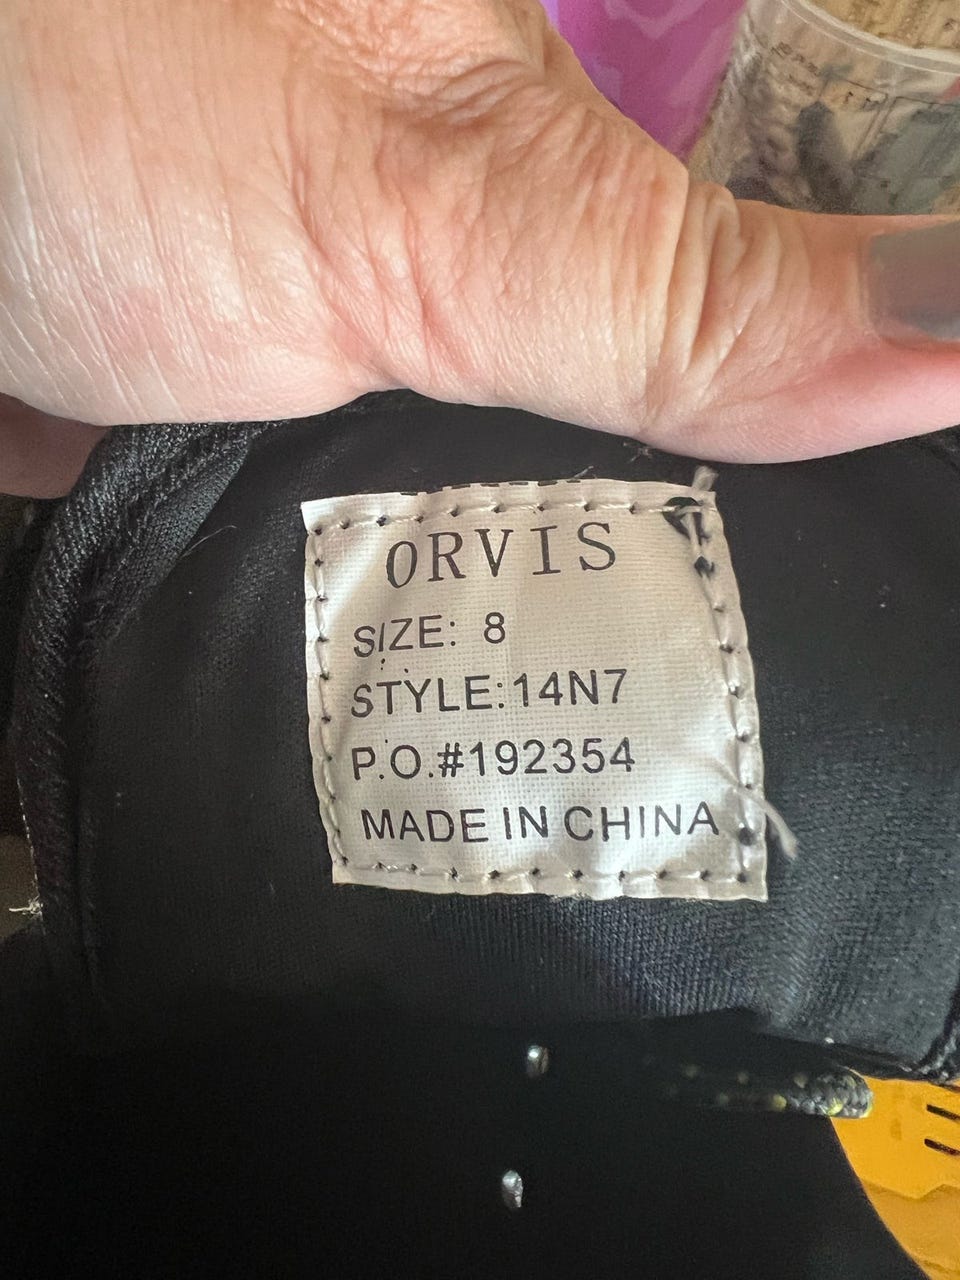 ORVIS
SIZE: 8
STYLE:14N7
P.O.#192354
MADE IN CHINA